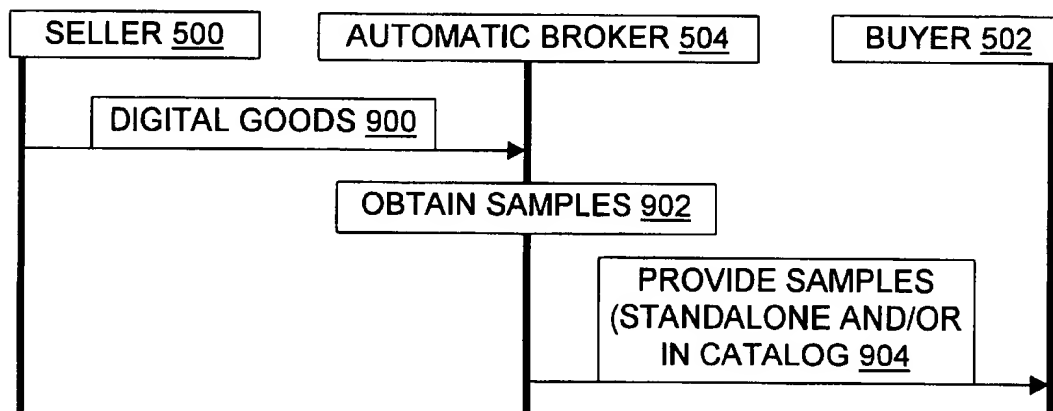 SELLER 500
AUTOMATIC BROKER 504
BUYER 502
DIGITAL GOODS 900
OBTAIN SAMPLES 902
PROVIDE SAMPLES
(STANDALONE AND/OR
IN CATALOG 904